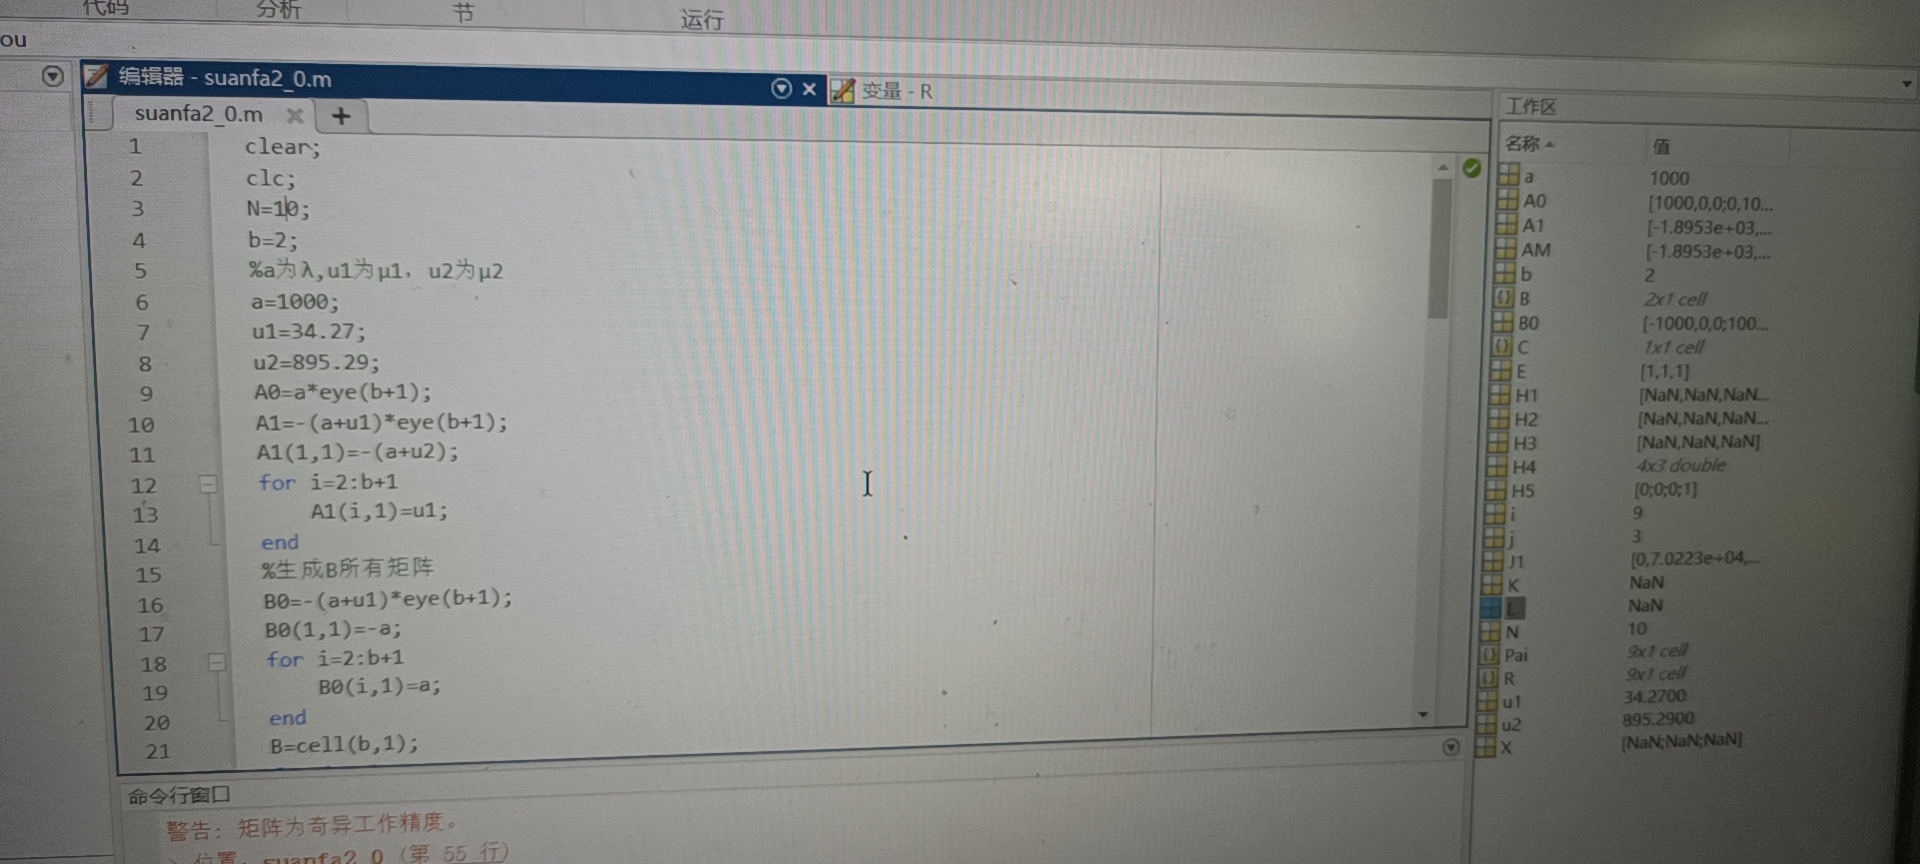 代码
分析
节
运行
ou
编辑器 - suanfa2_0.m
变量 - R
suanfa2_0.m
1 clear;
2 clc;
3 N=10;
4 b=2;
5 %a为λ,u1为μ1, u2为μ2
6 a=1000;
7 u1=34.27;
8 u2=895.29;
9 A0=a*eye(b+1);
10 A1=-(a+u1)*eye(b+1);
11 A1(1,1)=-(a+u2);
12 for i=2:b+1
13 A1(i,1)=u1;
14 end
15 %生成B所有矩阵
16 B0=-(a+u1)*eye(b+1);
17 B0(1,1)=-a;
18 for i=2:b+1
19 B0(i,1)=a;
20 end
21 B=cell(b,1);
命令行窗口
警告: 矩阵为奇异工作精度。
> 位置: suanfa2_0 (第 55 行)
工作区
名称 值
a 1000
A0 [1000,0,0;0,10...
A1 [-1.8953e+03,...
AM [-1.8953e+03,...
b 2
B 2x1 cell
B0 [-1000,0,0;100...
C 1x1 cell
E [1,1,1]
H1 [NaN,NaN,NaN...
H2 [NaN,NaN,NaN...
H3 [NaN,NaN,NaN]
H4 4x3 double
H5 [0;0;0;1]
i 9
j 3
J1 [0,7.0223e+04,...
K NaN
L NaN
N 10
Pai 9x1 cell
R 9x1 cell
u1 34.2700
u2 895.2900
X [NaN;NaN;NaN]